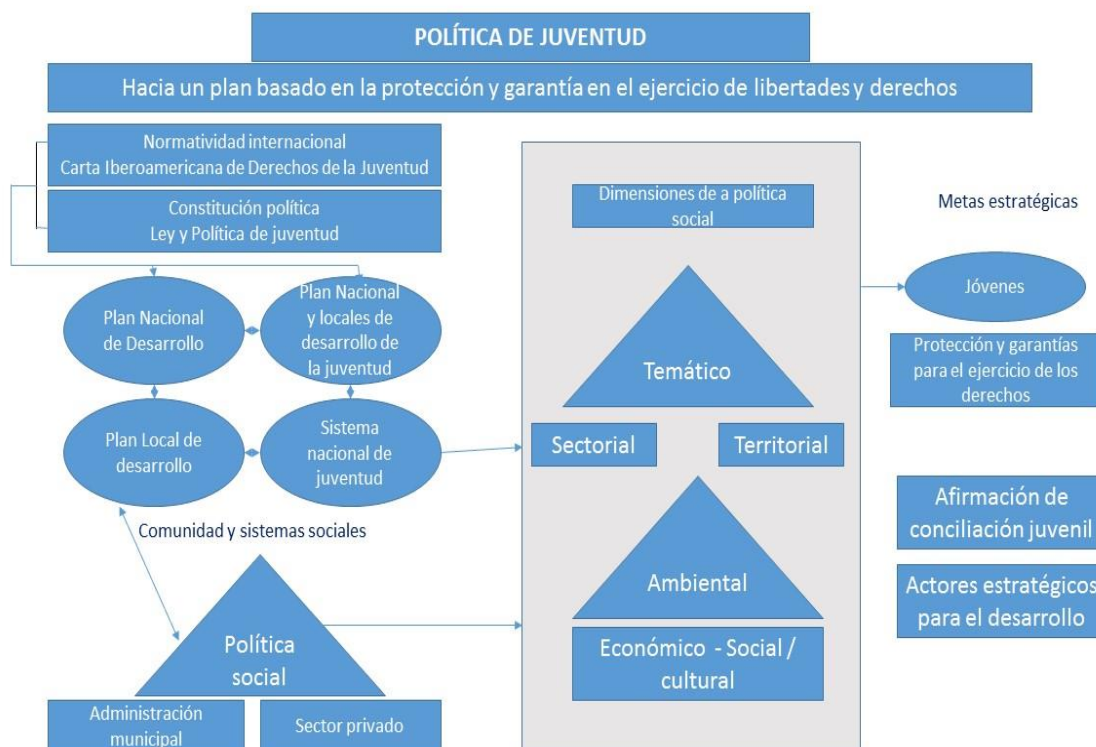 POLÍTICA DE JUVENTUD
Hacia un plan basado en la protección y garantía en el ejercicio de libertades y derechos
Normatividad internacional
Carta Iberoamericana de Derechos de la Juventud
Constitución política
Ley y Política de juventud
Plan Nacional
de Desarrollo
Plan Nacional
y locales de
desarrollo de
la juventud
Plan Local de
desarrollo
Sistema
nacional de
juventud
Comunidad y sistemas sociales
Política
social
Administración
municipal
Sector privado
Dimensiones de a política
social
Temático
Sectorial
Territorial
Ambiental
Económico - Social /
cultural
Metas estratégicas
Jóvenes
Protección y garantías
para el ejercicio de los
derechos
Afirmación de
conciliación juvenil
Actores estratégicos
para el desarrollo